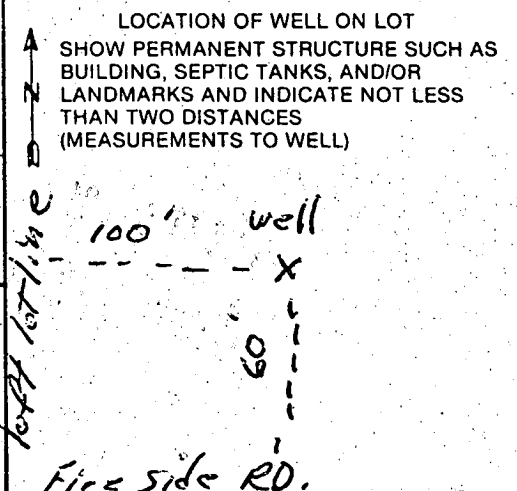 LOCATION OF WELL ON LOT
SHOW PERMANENT STRUCTURE SUCH AS
BUILDING, SEPTIC TANKS, AND/OR
LANDMARKS AND INDICATE NOT LESS
THAN TWO DISTANCES
(MEASUREMENTS TO WELL)
N
100' well
X
left lot line
60
Fire side RD.